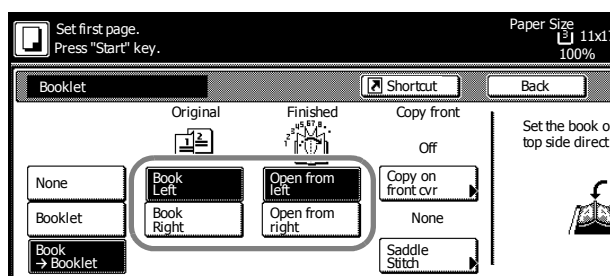 Set first page.
Press "Start" key.
Paper Size
11x17
100%
Booklet
Shortcut
Back
Original
Finished
Copy front
1 2
Off
Set the book o
top side direct
None
Book
Left
Open from
left
Copy on
front cvr
Booklet
Book
Right
Open from
right
None
Book
→ Booklet
Saddle
Stitch